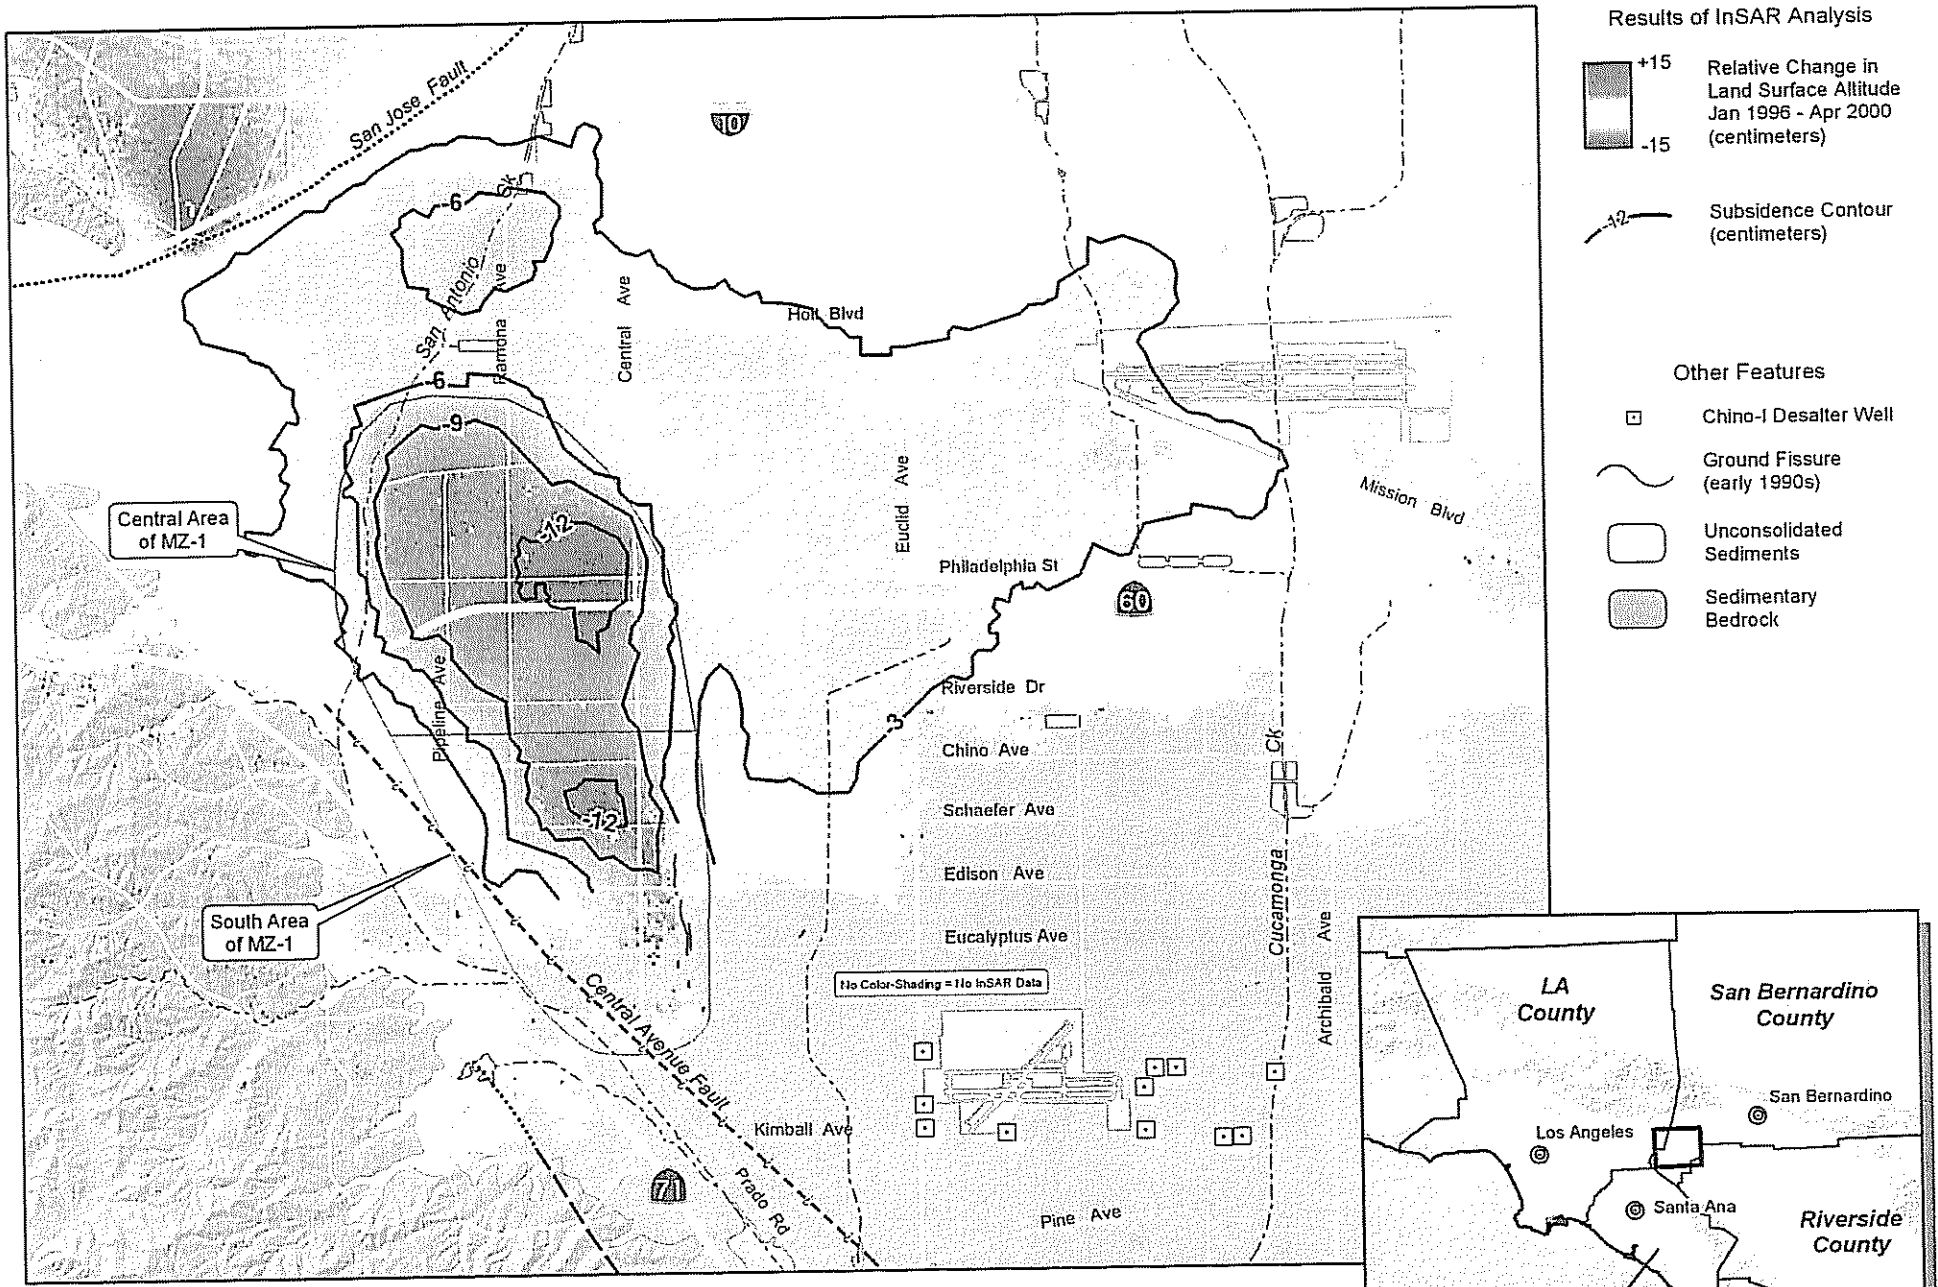 Results of InSAR Analysis
+15
-15
Relative Change in
Land Surface Altitude
Jan 1996 - Apr 2000
(centimeters)
-12
Subsidence Contour
(centimeters)
Other Features
Chino-I Desalter Well
Ground Fissure
(early 1990s)
Unconsolidated
Sediments
Sedimentary
Bedrock
San Jose Fault
10
-6
San Antonio Ck
Ramona Ave
Central Ave
Holt Blvd
-6
-9
Euclid Ave
Mission Blvd
Central Area
of MZ-1
-12
Philadelphia St
60
Pipeline Ave
Riverside Dr
-3
Chino Ave
Cucamonga Ck
Schaefer Ave
-12
Edison Ave
South Area
of MZ-1
Eucalyptus Ave
Archibald Ave
No Color-Shading = No InSAR Data
Central Avenue Fault
Kimball Ave
71
Prado Rd
Pine Ave
LA
County
San Bernardino
County
San Bernardino
Los Angeles
Santa Ana
Riverside
County